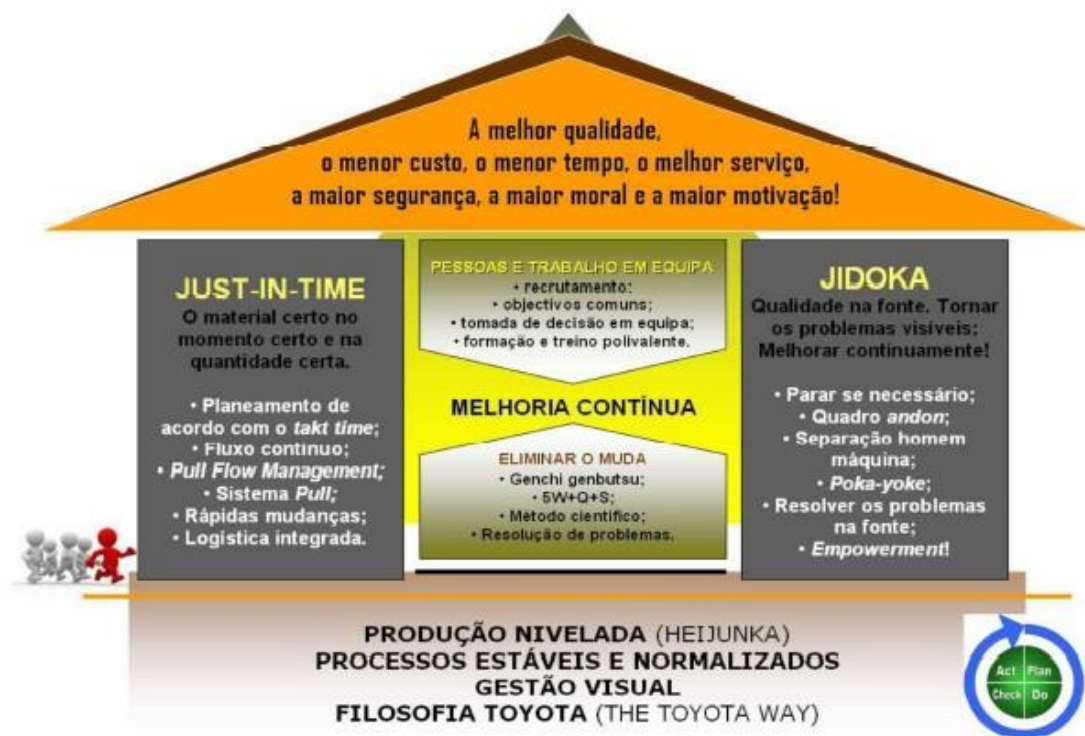 A melhor qualidade,
o menor custo, o menor tempo, o melhor serviço,
a maior segurança, a maior moral e a maior motivação!
JUST-IN-TIME
O material certo no
momento certo e na
quantidade certa.
• Planeamento de
acordo com o takt time;
• Fluxo contínuo;
• Pull Flow Management;
• Sistema Pull;
• Rápidas mudanças;
• Logística integrada.
PESSOAS E TRABALHO EM EQUIPA
• recrutamento;
• objectivos comuns;
• tomada de decisão em equipa;
• formação e treino polivalente.
MELHORIA CONTÍNUA
ELIMINAR O MUDA
• Genchi genbutsu;
• 5W+Q+S;
• Método científico;
• Resolução de problemas.
JIDOKA
Qualidade na fonte. Tornar
os problemas visíveis;
Melhorar continuamente!
• Parar se necessário;
• Quadro andon;
• Separação homem
máquina;
• Poka-yoke;
• Resolver os problemas
na fonte;
• Empowerment!
PRODUÇÃO NIVELADA (HEIJUNKA)
PROCESSOS ESTÁVEIS E NORMALIZADOS
GESTÃO VISUAL
FILOSOFIA TOYOTA (THE TOYOTA WAY)
Act Plan
Check Do